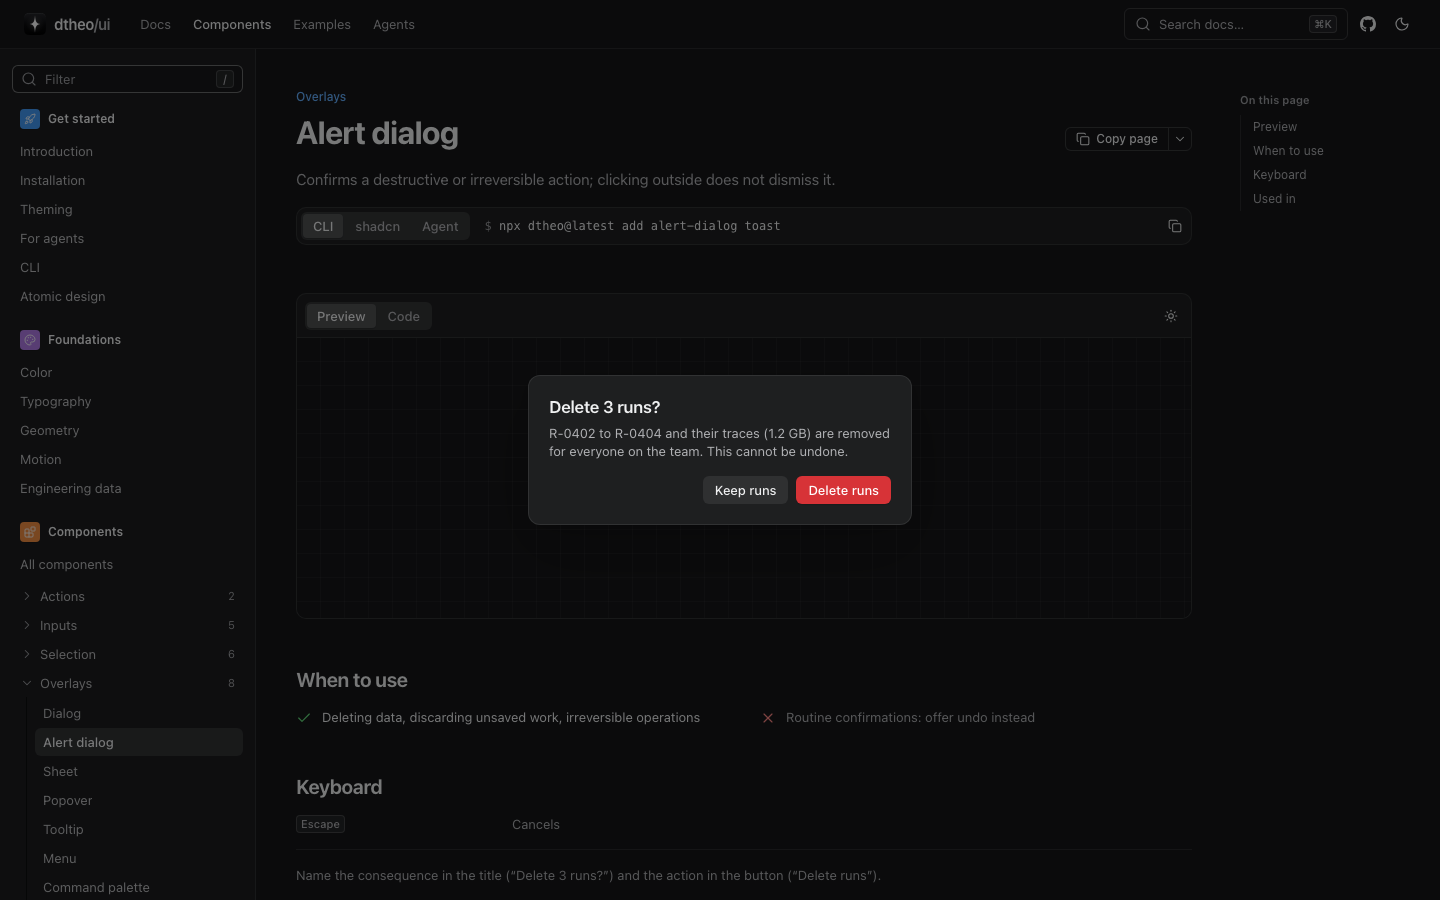 dtheo/ui
Docs
Components
Examples
Agents
Search docs...
⌘K
Filter
/
Get started
Introduction
Installation
Theming
For agents
CLI
Atomic design
Foundations
Color
Typography
Geometry
Motion
Engineering data
Components
All components
Actions 2
Inputs 5
Selection 6
Overlays 8
Dialog
Alert dialog
Sheet
Popover
Tooltip
Menu
Command palette
Overlays
Alert dialog
Copy page
Confirms a destructive or irreversible action; clicking outside does not dismiss it.
CLI
shadcn
Agent
$ npx dtheo@latest add alert-dialog toast
Preview
Code
Delete 3 runs?
R-0402 to R-0404 and their traces (1.2 GB) are removed
for everyone on the team. This cannot be undone.
Keep runs
Delete runs
When to use
Deleting data, discarding unsaved work, irreversible operations
Routine confirmations: offer undo instead
Keyboard
Escape
Cancels
Name the consequence in the title (“Delete 3 runs?”) and the action in the button (“Delete runs”).
On this page
Preview
When to use
Keyboard
Used in